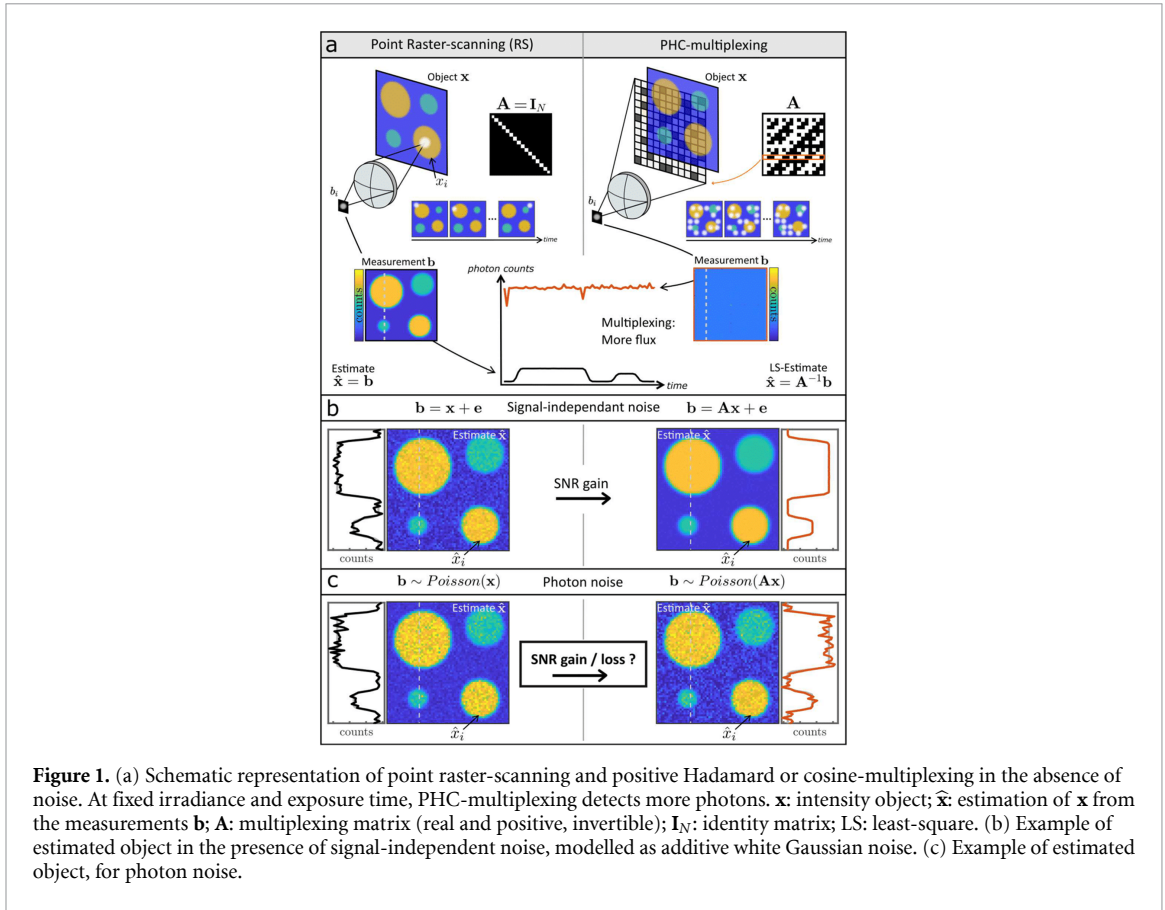 a Point Raster-scanning (RS) PHC-multiplexing
Object x
Object x
A = I_N
A
x_i
b_i
b_i
...
time
...
time
Measurement b
photon counts
Measurement b
counts
counts
Multiplexing:
More flux
Estimate
x̂ = b
time
LS-Estimate
x̂ = A⁻¹b
b b = x + e Signal-independant noise b = Ax + e
Estimate x̂
Estimate x̂
SNR gain
counts
x̂_i
x̂_i
counts
c b ∼ Poisson(x) Photon noise b ∼ Poisson(Ax)
Estimate x̂
Estimate x̂
SNR gain / loss ?
counts
x̂_i
x̂_i
counts
Figure 1. (a) Schematic representation of point raster-scanning and positive Hadamard or cosine-multiplexing in the absence of
noise. At fixed irradiance and exposure time, PHC-multiplexing detects more photons. x: intensity object; x̂: estimation of x from
the measurements b; A: multiplexing matrix (real and positive, invertible); I_N: identity matrix; LS: least-square. (b) Example of
estimated object in the presence of signal-independent noise, modelled as additive white Gaussian noise. (c) Example of estimated
object, for photon noise.